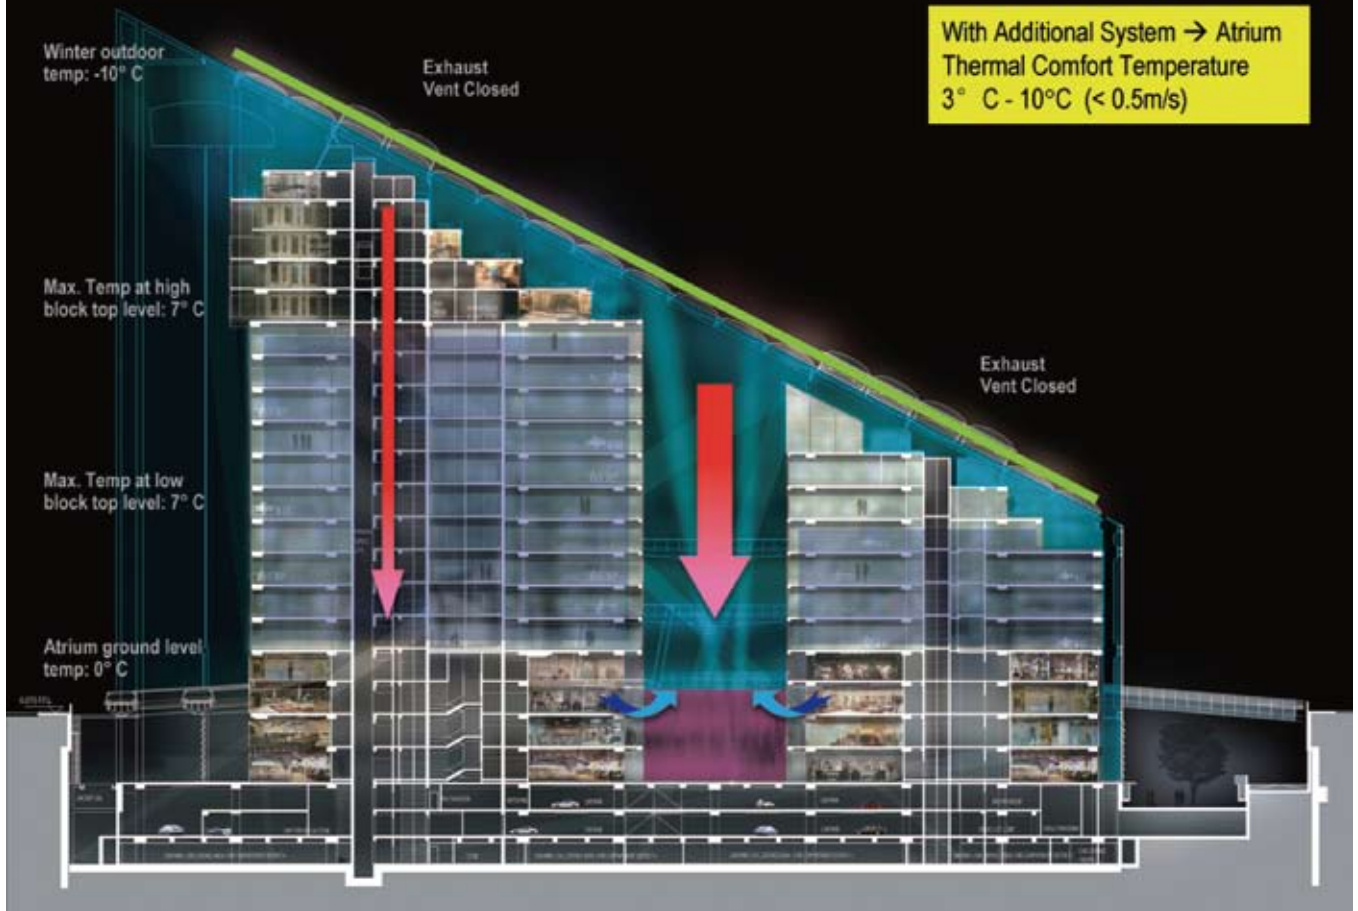 With Additional System → Atrium
Thermal Comfort Temperature
3° C - 10°C (< 0.5m/s)
Winter outdoor
temp: -10° C
Exhaust
Vent Closed
Max. Temp at high
block top level: 7° C
Exhaust
Vent Closed
Max. Temp at low
block top level: 7° C
Atrium ground level
temp: 0° C